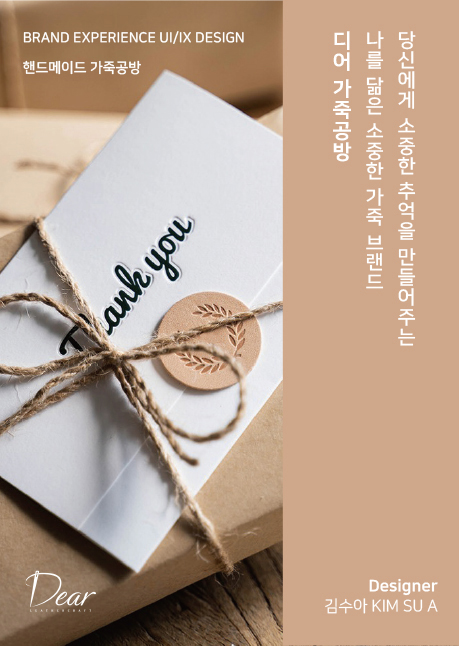 BRAND EXPERIENCE UI/IX DESIGN
핸드메이드 가죽공방
당신에게 소중한 추억을 만들어주는
나를 닮은 소중한 가죽 브랜드
디어 가죽공방
Thank you
Dear
LEATHERCRAFT
Designer
김수아 KIM SU A